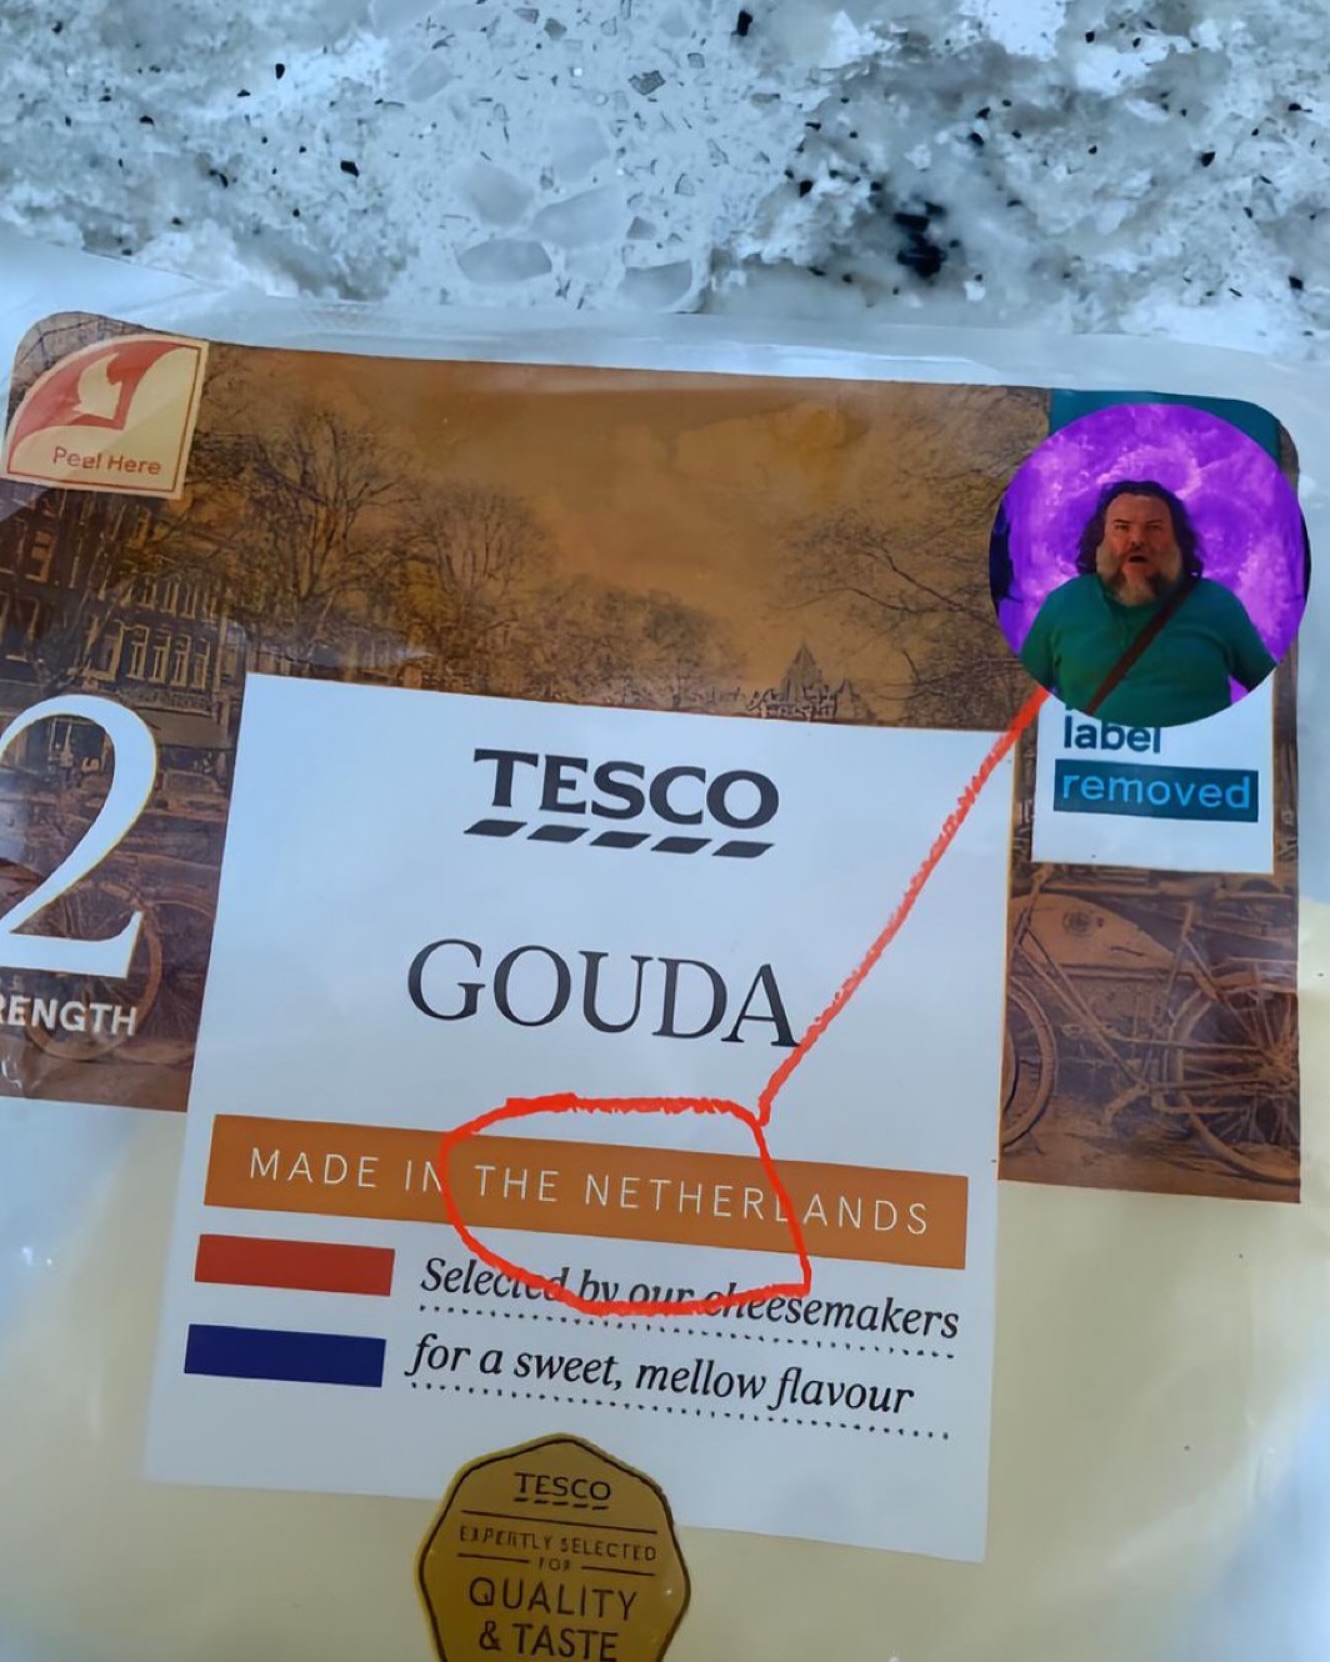 Peel Here
label
removed
2
RENGTH
TESCO
GOUDA
MADE IN THE NETHERLANDS
Selected by our cheesemakers
for a sweet, mellow flavour
TESCO
EXPERTLY SELECTED
FOR
QUALITY
& TASTE